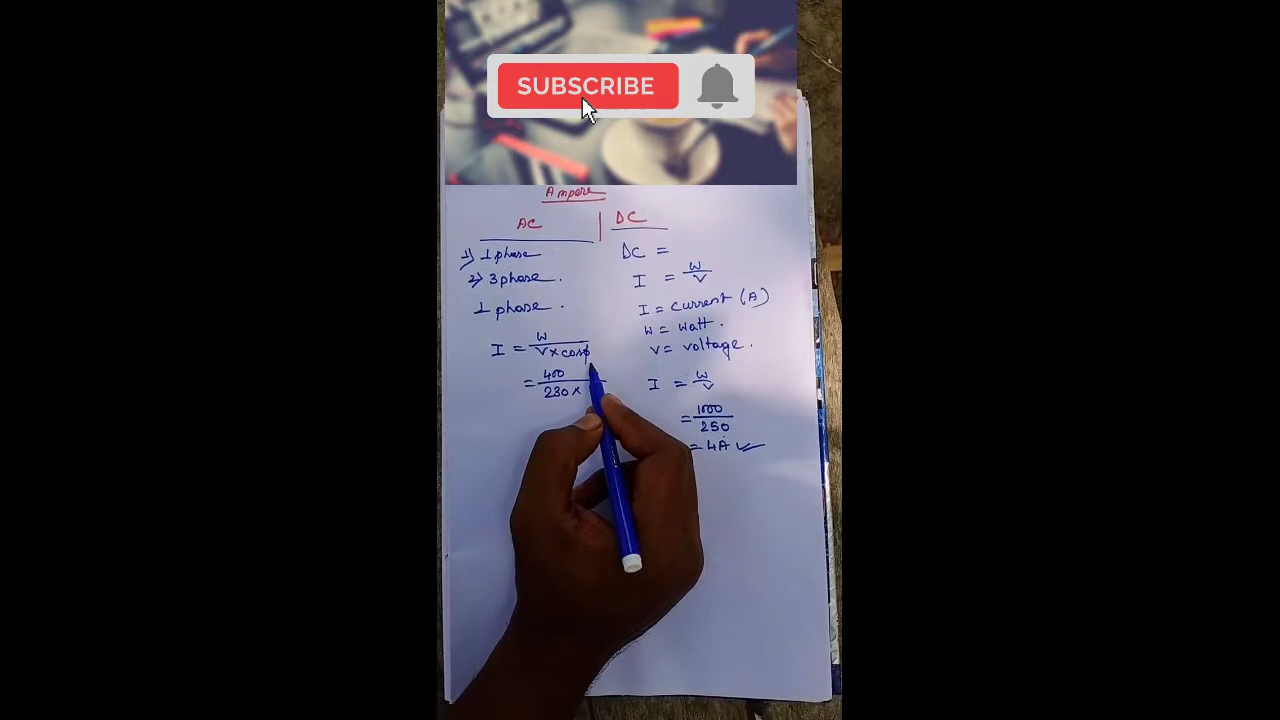 SUBSCRIBE
Ampere
AC
1) 1 phase
2) 3 phase.
1 phase.
I = W / V x cosφ
= 400 / 230 x
DC
DC =
I = W / V
I = current (A)
W = Watt.
V = Voltage.
I = W / V
= 1000 / 250
= 4A